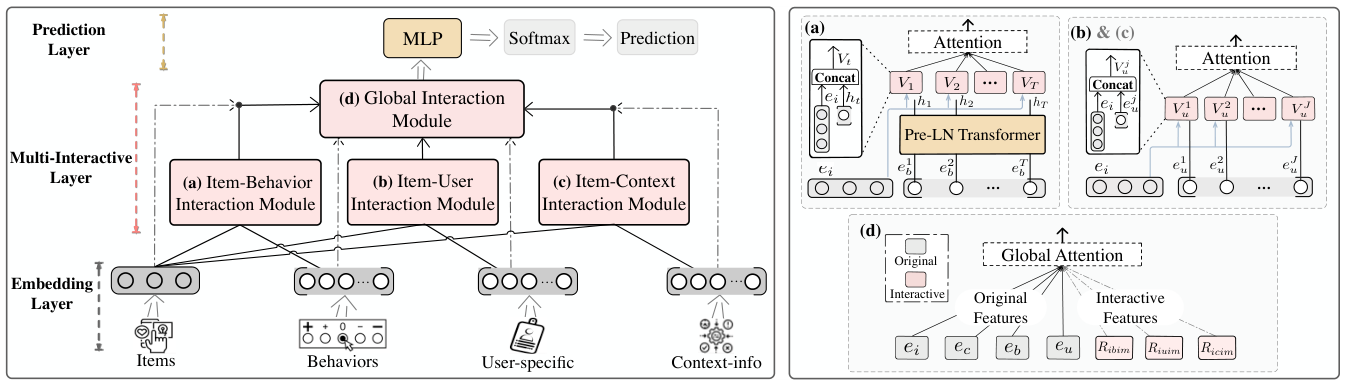 Prediction
Layer
MLP
Softmax
Prediction
(d) Global Interaction
Module
Multi-Interactive
Layer
(a) Item-Behavior
Interaction Module
(b) Item-User
Interaction Module
(c) Item-Context
Interaction Module
Embedding
Layer
Items
Behaviors
User-specific
Context-info
(a)
Attention
V_t
Concat
e_i h_t
V_1 V_2 ... V_T
h_1 h_2 h_T
Pre-LN Transformer
e_i
e_b^1 e_b^2 e_b^T
...
(b) & (c)
Attention
V_u^j
Concat
e_i e_u^j
V_u^1 V_u^2 ... V_u^J
e_i
e_u^1 e_u^2 e_u^J
...
(d)
Original
Interactive
Global Attention
Original
Features
Interactive
Features
e_i e_c e_b e_u R_ibim R_iuim R_icim